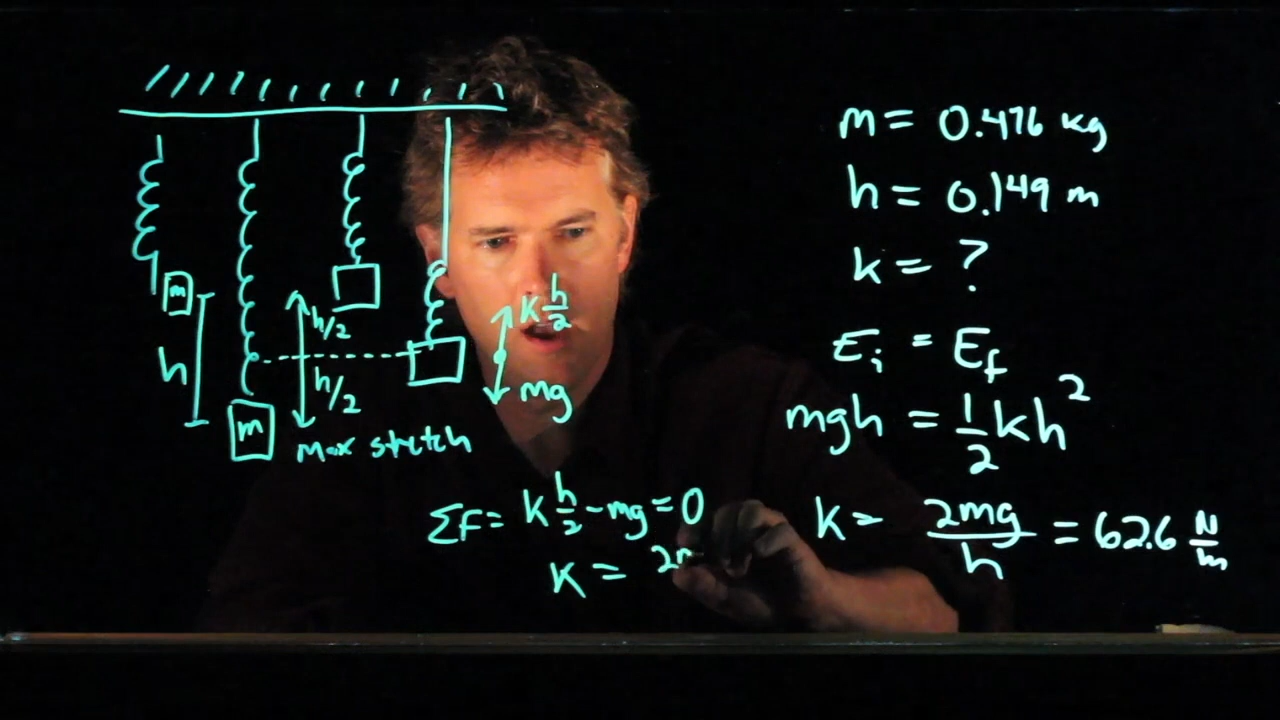 m
h
m
h/2
h/2
max stretch
k h/2
mg
ΣF = k h/2 - mg = 0
k =
m = 0.476 kg
h = 0.149 m
k = ?
Ei = Ef
mgh = 1/2 kh²
k = 2mg/h = 62.6 N/m